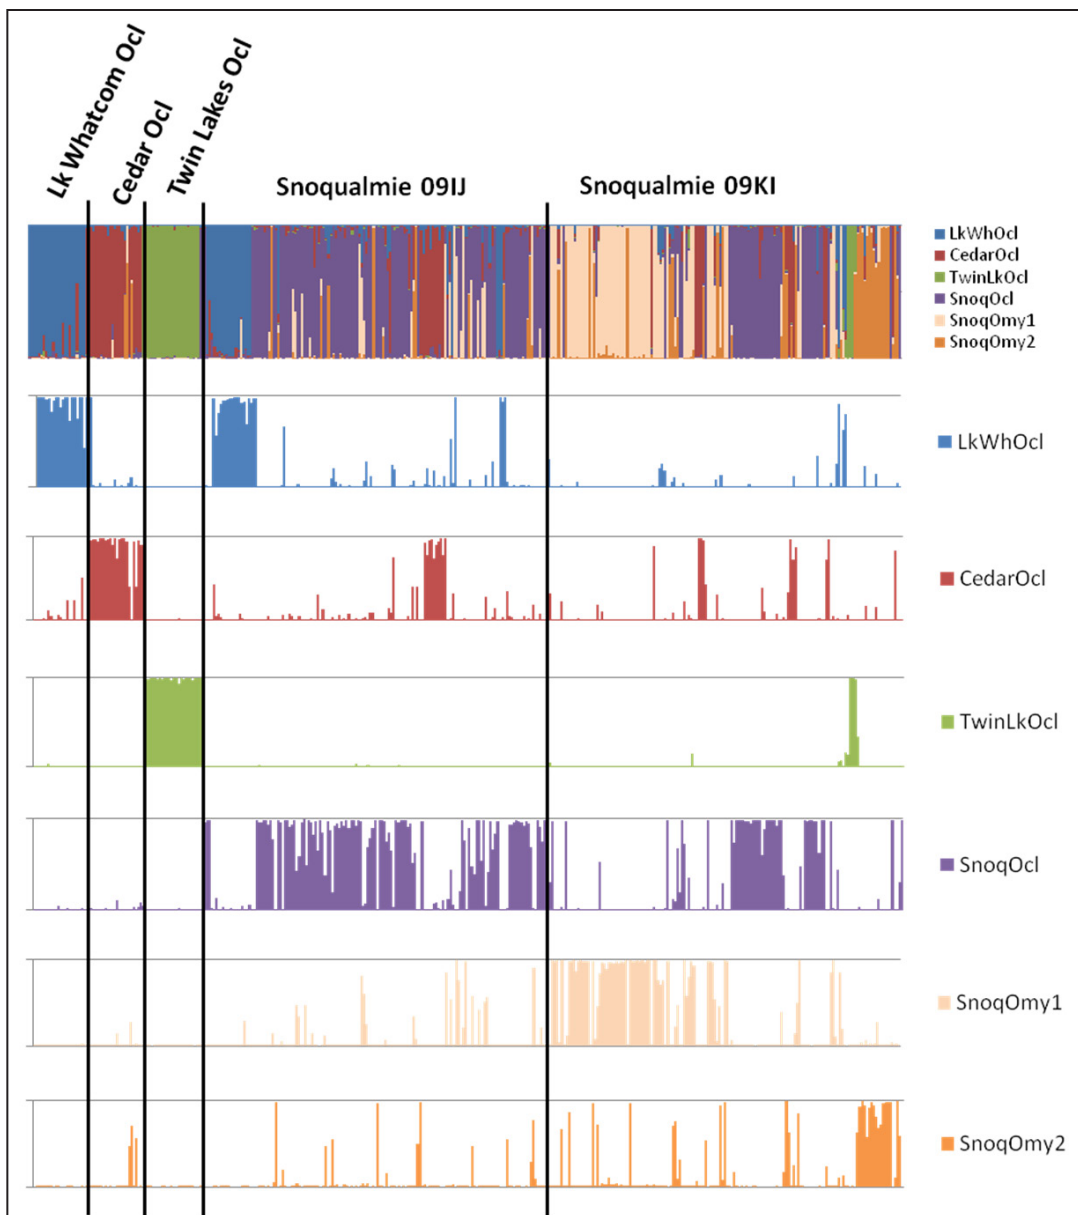 Lk Whatcom Ocl
Cedar Ocl
Twin Lakes Ocl
Snoqualmie 09IJ
Snoqualmie 09KI
LkWhOcl
CedarOcl
TwinLkOcl
SnoqOcl
SnoqOmy1
SnoqOmy2
LkWhOcl
CedarOcl
TwinLkOcl
SnoqOcl
SnoqOmy1
SnoqOmy2